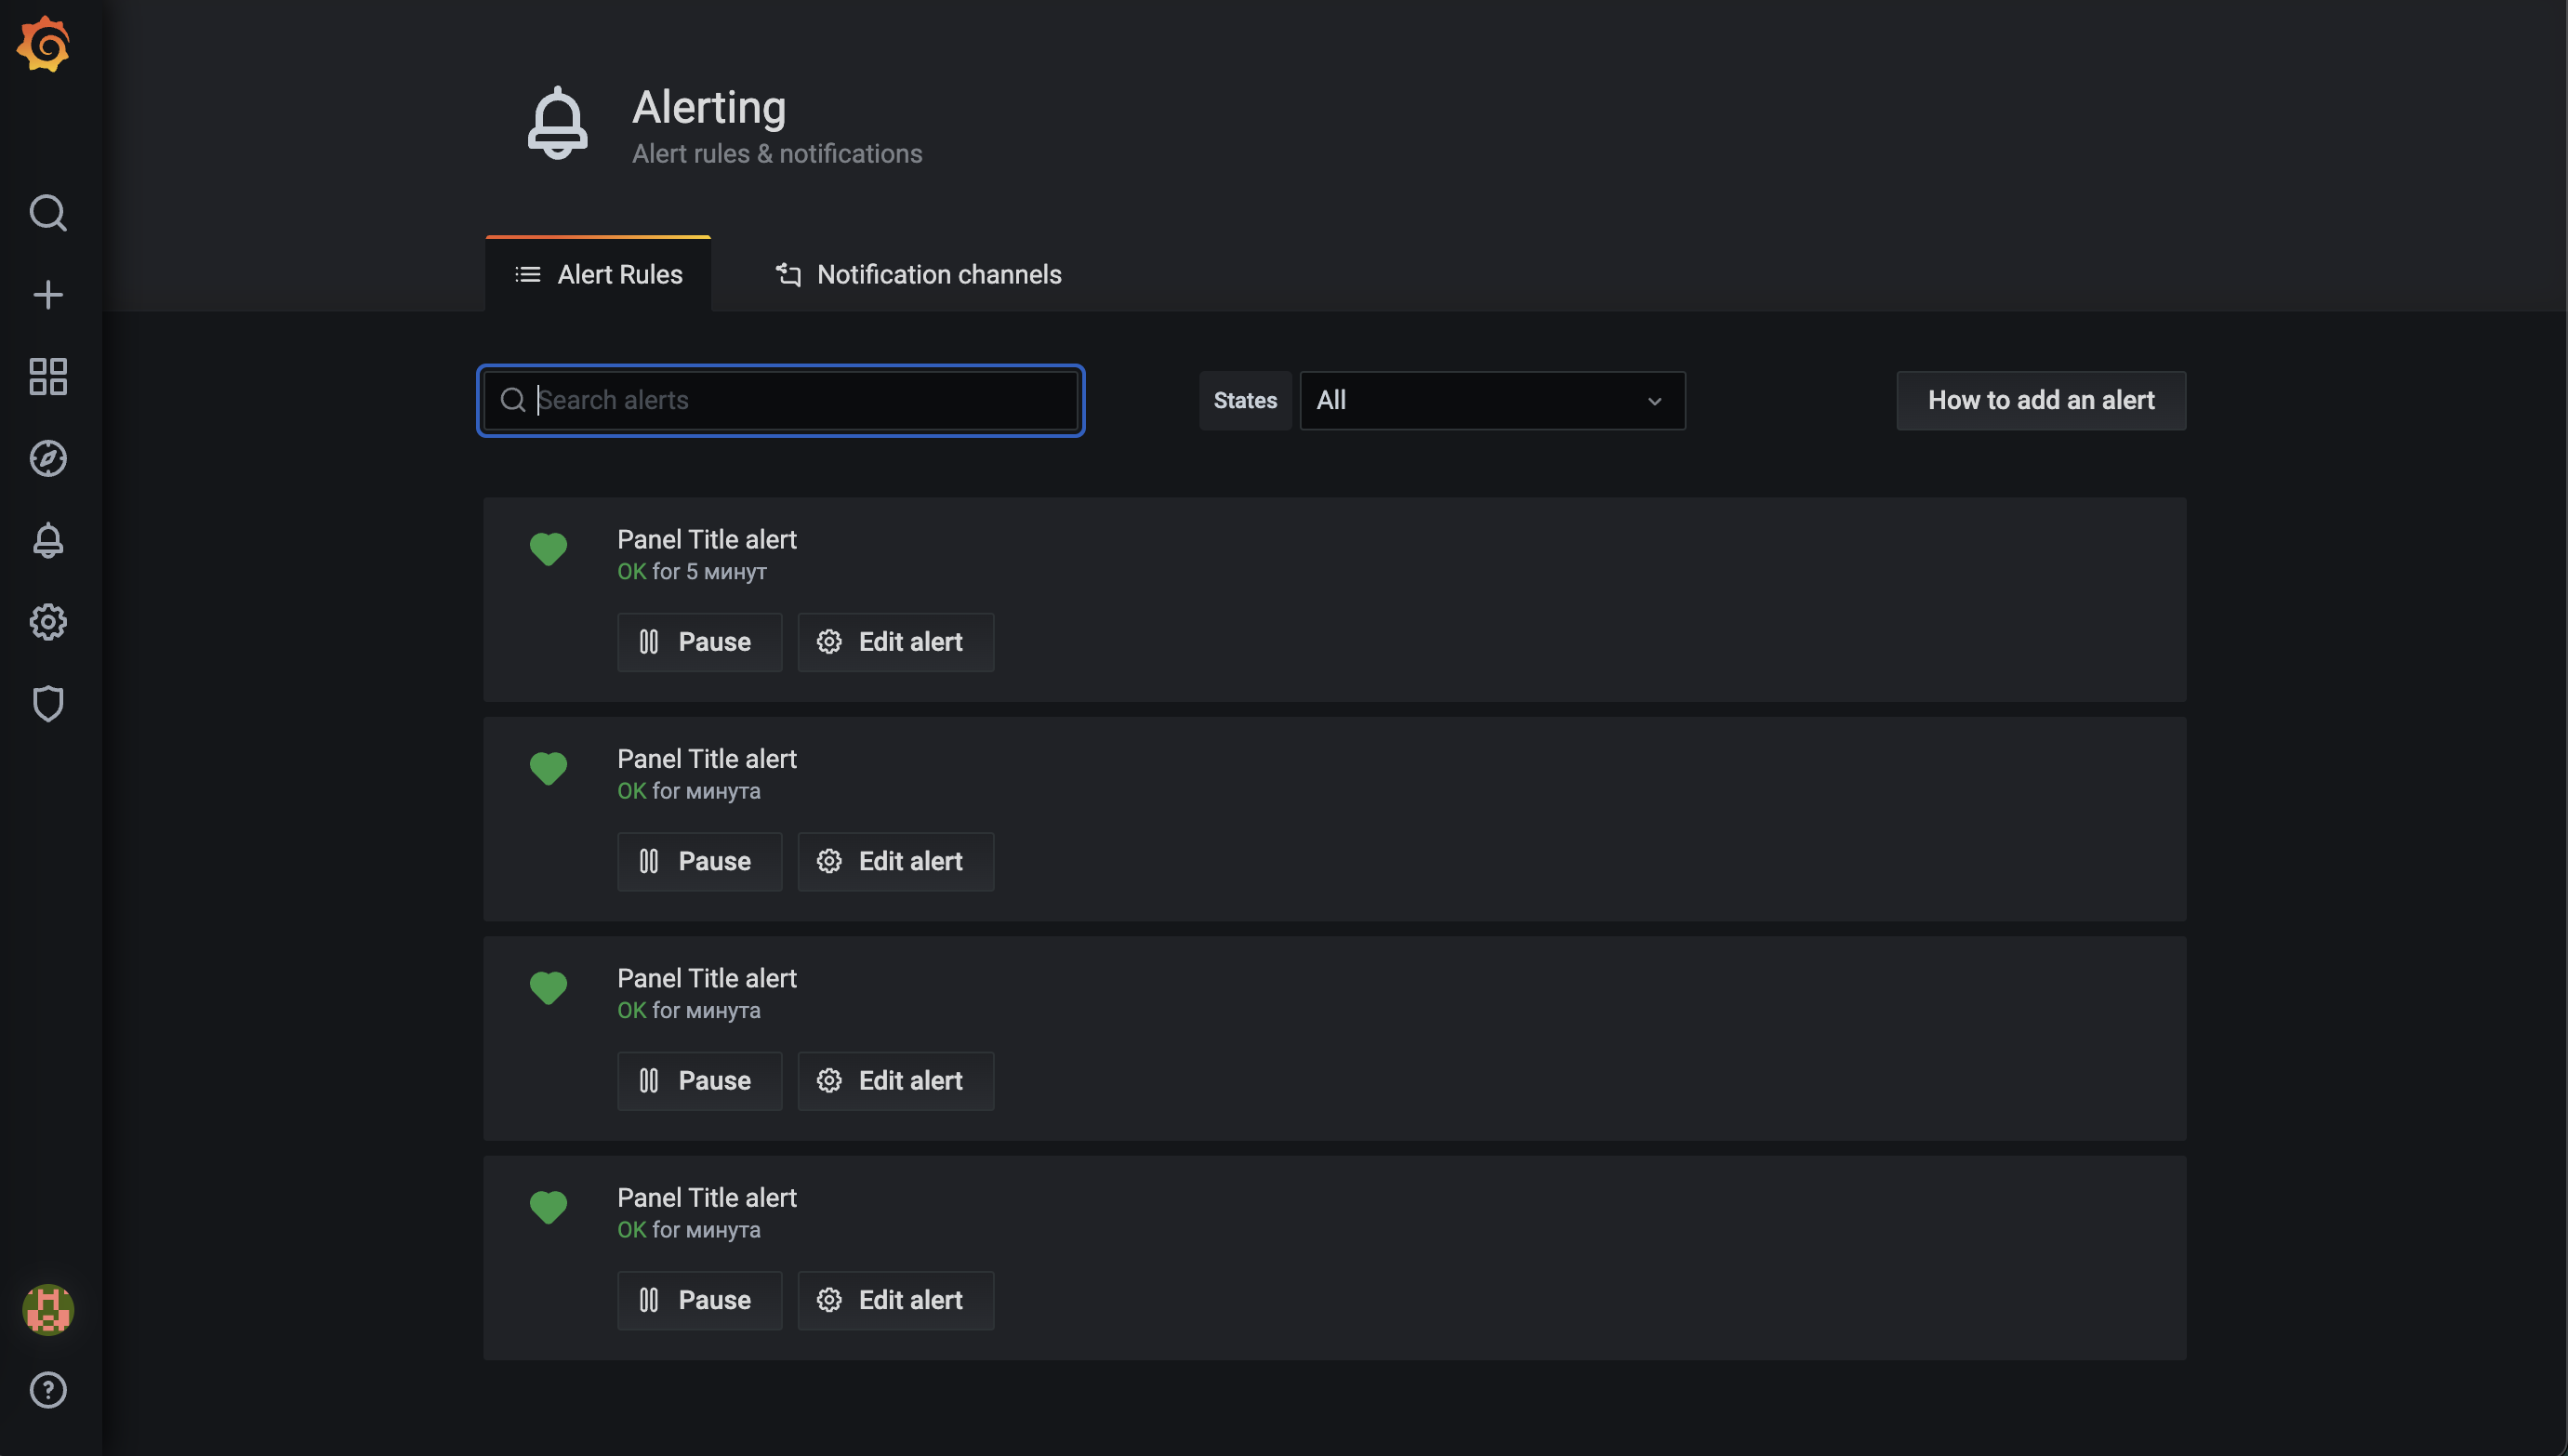 Alerting
Alert rules & notifications
Alert Rules
Notification channels
Search alerts
States
All
How to add an alert
Panel Title alert
OK for 5 минут
Pause
Edit alert
Panel Title alert
OK for минута
Pause
Edit alert
Panel Title alert
OK for минута
Pause
Edit alert
Panel Title alert
OK for минута
Pause
Edit alert